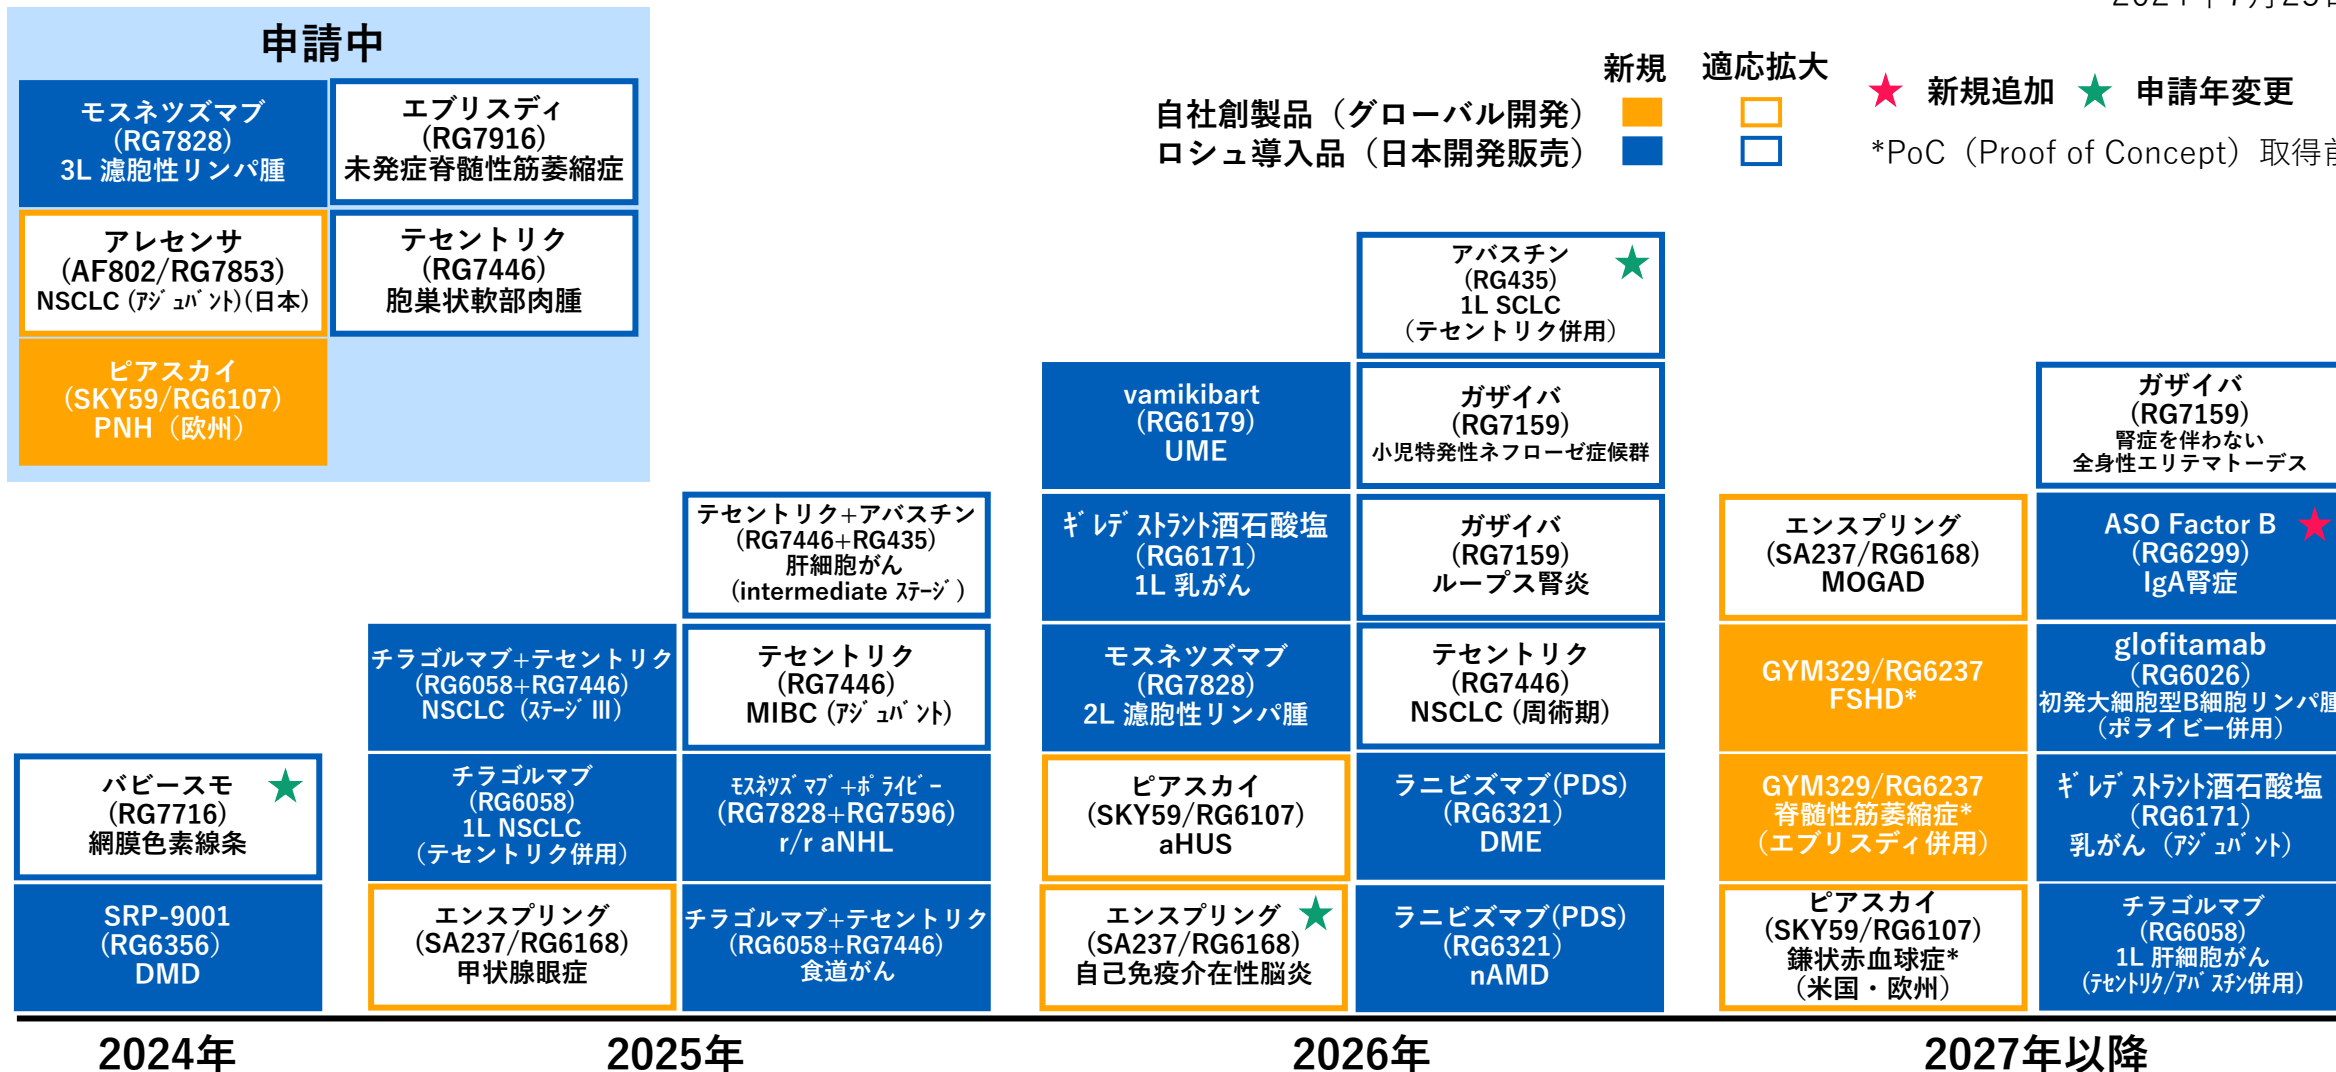 2024年7月25日
申請中
モスネツズマブ
(RG7828)
3L 濾胞性リンパ腫
エブリスディ
(RG7916)
未発症脊髄性筋萎縮症
アレセンサ
(AF802/RG7853)
NSCLC (ｱｼﾞｭﾊﾞﾝﾄ)(日本)
テセントリク
(RG7446)
胞巣状軟部肉腫
ピアスカイ
(SKY59/RG6107)
PNH（欧州）
新規 適応拡大
自社創製品（グローバル開発）
ロシュ導入品（日本開発販売）
★ 新規追加 ★ 申請年変更
*PoC（Proof of Concept）取得前
バビースモ ★
(RG7716)
網膜色素線条
SRP-9001
(RG6356)
DMD
2024年
チラゴルマブ+テセントリク
(RG6058+RG7446)
NSCLC（ｽﾃｰｼﾞ III）
チラゴルマブ
(RG6058)
1L NSCLC
（テセントリク併用）
エンスプリング
(SA237/RG6168)
甲状腺眼症
テセントリク+アバスチン
(RG7446+RG435)
肝細胞がん
(intermediate ｽﾃｰｼﾞ)
テセントリク
(RG7446)
MIBC (ｱｼﾞｭﾊﾞﾝﾄ)
ﾓｽﾈﾂｽﾞﾏﾌﾞ+ﾎﾟﾗｲﾋﾞｰ
(RG7828+RG7596)
r/r aNHL
チラゴルマブ+テセントリク
(RG6058+RG7446)
食道がん
2025年
vamikibart
(RG6179)
UME
ｷﾞﾚﾃﾞｽﾄﾗﾝﾄ酒石酸塩
(RG6171)
1L 乳がん
モスネツズマブ
(RG7828)
2L 濾胞性リンパ腫
ピアスカイ
(SKY59/RG6107)
aHUS
エンスプリング ★
(SA237/RG6168)
自己免疫介在性脳炎
アバスチン ★
(RG435)
1L SCLC
（テセントリク併用）
ガザイバ
(RG7159)
小児特発性ネフローゼ症候群
ガザイバ
(RG7159)
ループス腎炎
テセントリク
(RG7446)
NSCLC (周術期)
ラニビズマブ(PDS)
(RG6321)
DME
ラニビズマブ(PDS)
(RG6321)
nAMD
2026年
エンスプリング
(SA237/RG6168)
MOGAD
GYM329/RG6237
FSHD*
GYM329/RG6237
脊髄性筋萎縮症*
（エブリスディ併用）
ピアスカイ
(SKY59/RG6107)
鎌状赤血球症*
（米国・欧州）
ガザイバ
(RG7159)
腎症を伴わない
全身性エリテマトーデス
ASO Factor B ★
(RG6299)
IgA腎症
glofitamab
(RG6026)
初発大細胞型B細胞リンパ腫
（ポライビー併用）
ｷﾞﾚﾃﾞｽﾄﾗﾝﾄ酒石酸塩
(RG6171)
乳がん（ｱｼﾞｭﾊﾞﾝﾄ）
チラゴルマブ
(RG6058)
1L 肝細胞がん
(ﾃｾﾝﾄﾘｸ/ｱﾊﾞｽﾁﾝ併用)
2027年以降